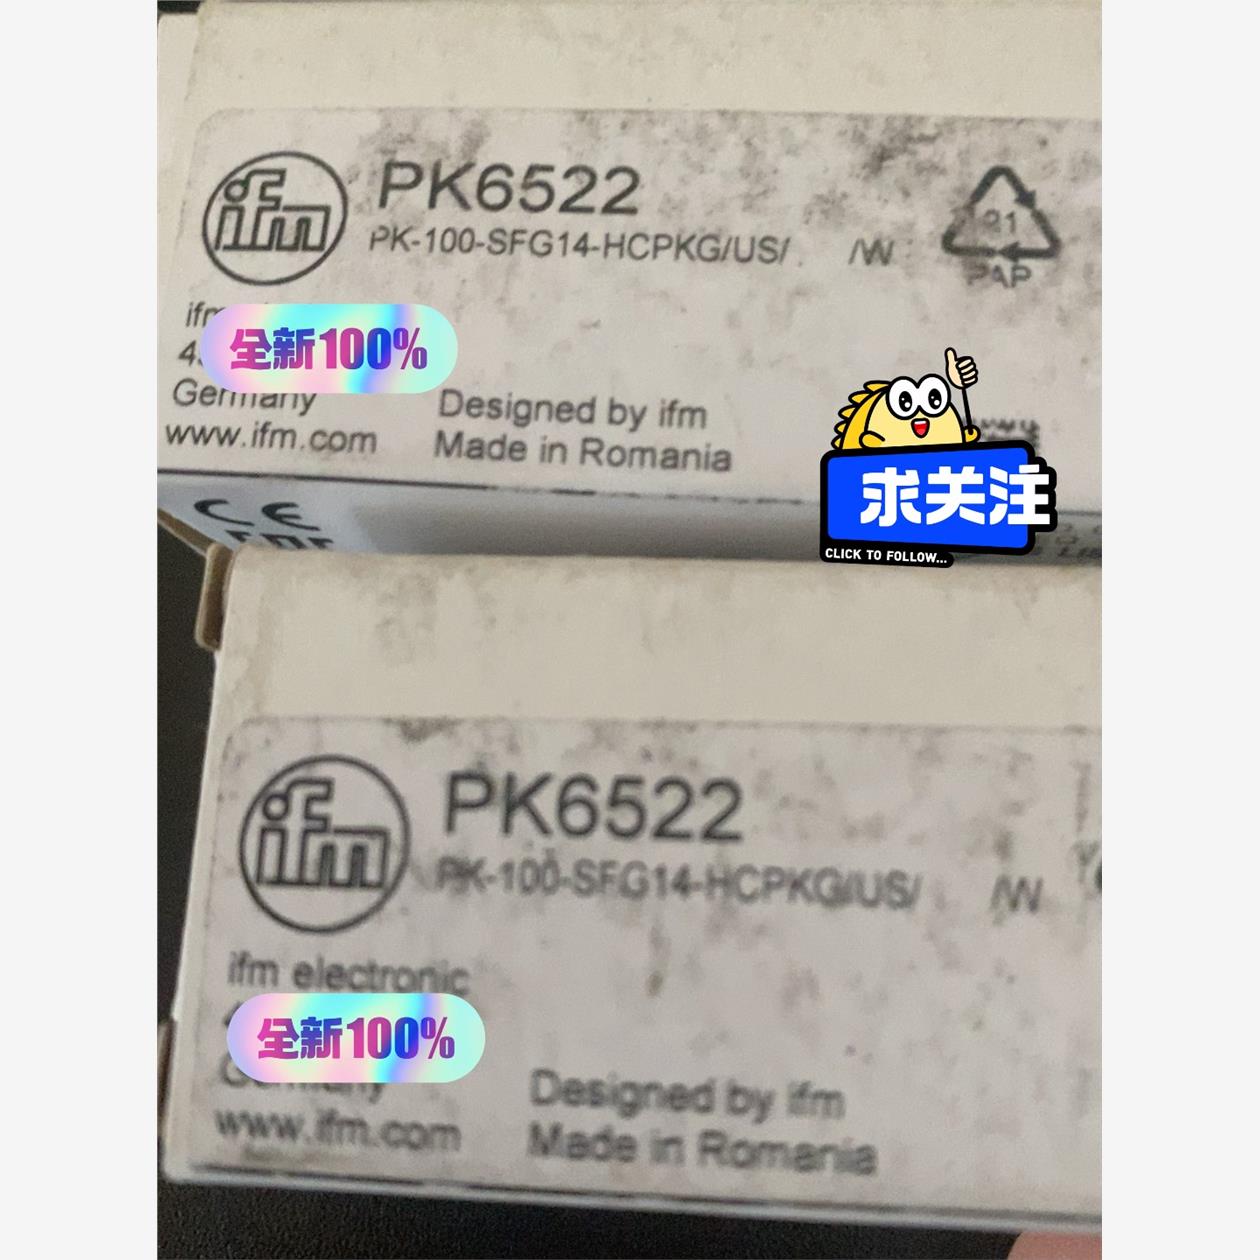 ifm
PK6522
PK-100-SFG14-HCPKG/US/ /W
21
PAP
全新100%
Germany
www.ifm.com
Designed by ifm
Made in Romania
求关注
CLICK TO FOLLOW...
CE
ifm
PK6522
PK-100-SFG14-HCPKG/US/ /W
ifm electronic
全新100%
Germany
www.ifm.com
Designed by ifm
Made in Romania